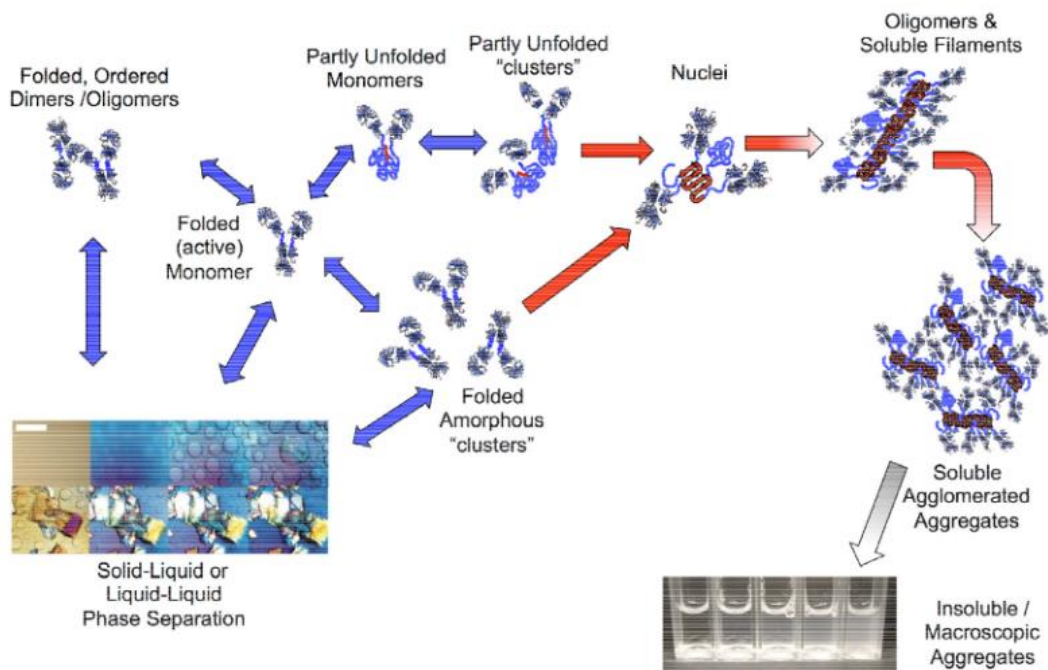 Folded, Ordered
Dimers /Oligomers
Partly Unfolded
Monomers
Partly Unfolded
“clusters”
Nuclei
Oligomers &
Soluble Filaments
Folded
(active)
Monomer
Folded
Amorphous
“clusters”
Solid-Liquid or
Liquid-Liquid
Phase Separation
Soluble
Agglomerated
Aggregates
Insoluble /
Macroscopic
Aggregates